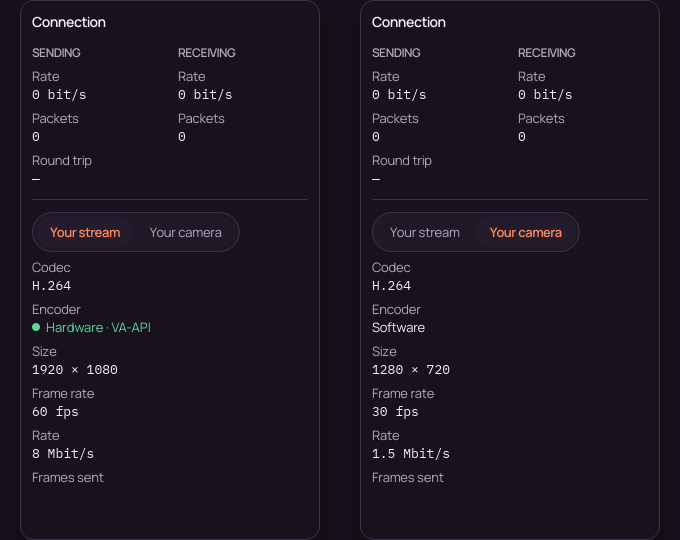 Connection
SENDING RECEIVING
Rate Rate
0 bit/s 0 bit/s
Packets Packets
0 0
Round trip
—
Your stream Your camera
Codec
H.264
Encoder
Hardware · VA-API
Size
1920 × 1080
Frame rate
60 fps
Rate
8 Mbit/s
Frames sent
Connection
SENDING RECEIVING
Rate Rate
0 bit/s 0 bit/s
Packets Packets
0 0
Round trip
—
Your stream Your camera
Codec
H.264
Encoder
Software
Size
1280 × 720
Frame rate
30 fps
Rate
1.5 Mbit/s
Frames sent